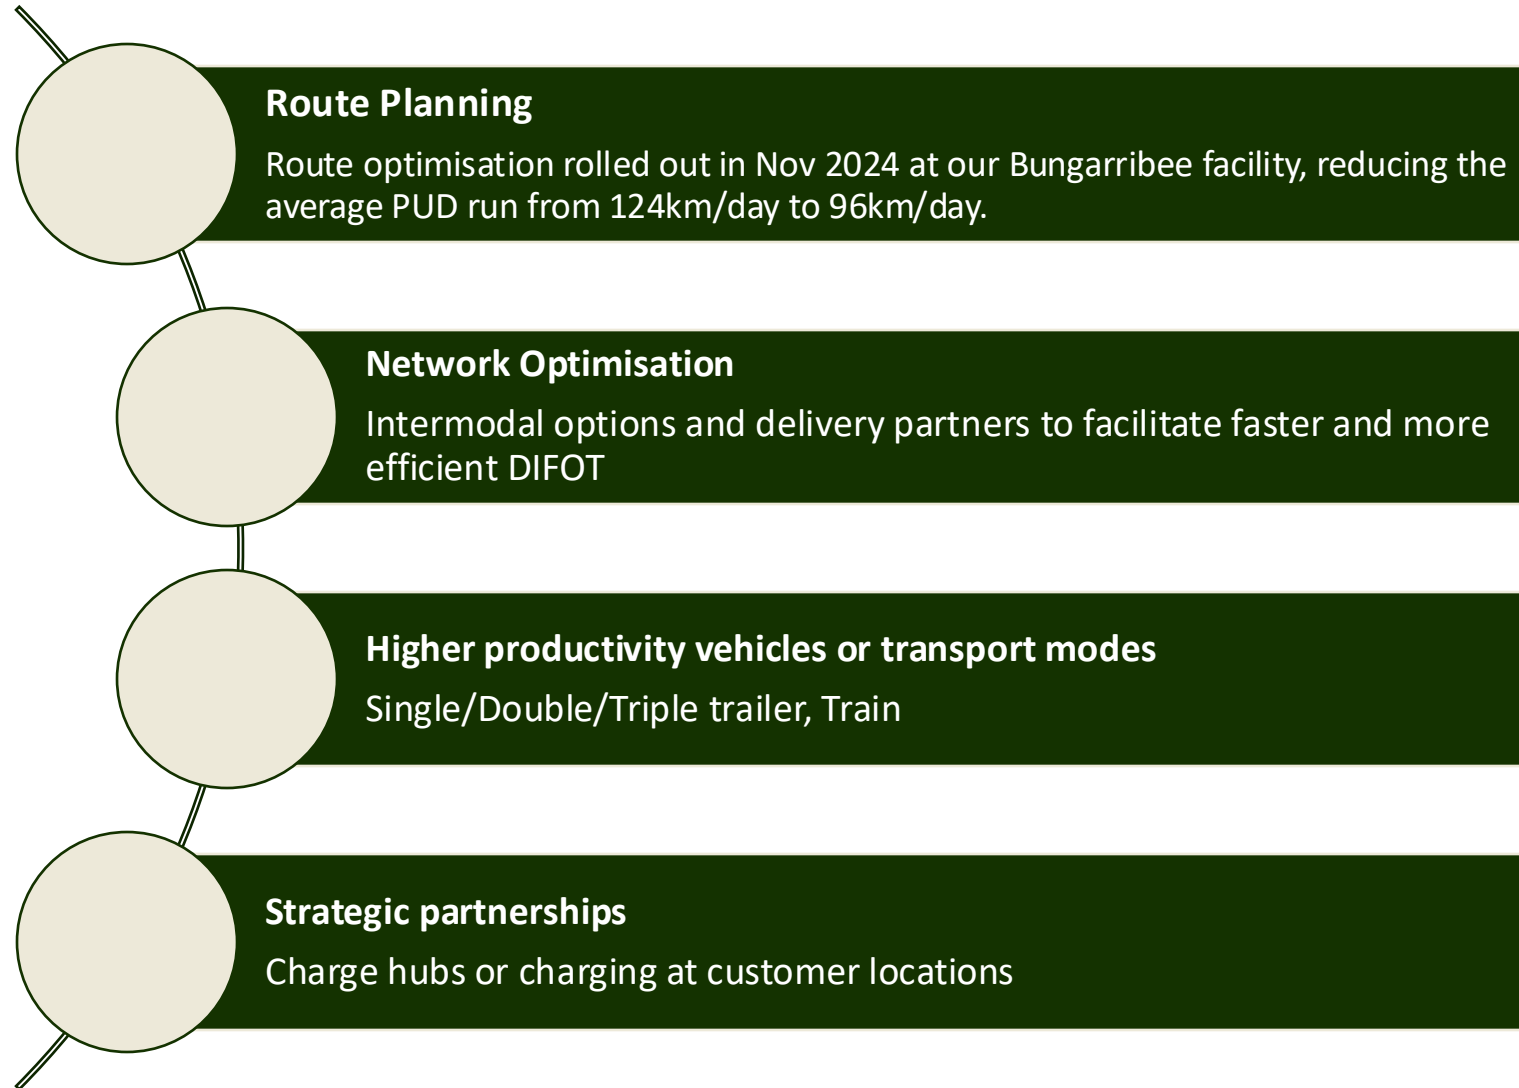 Route Planning
Route optimisation rolled out in Nov 2024 at our Bungarribee facility, reducing the
average PUD run from 124km/day to 96km/day.
Network Optimisation
Intermodal options and delivery partners to facilitate faster and more
efficient DIFOT
Higher productivity vehicles or transport modes
Single/Double/Triple trailer, Train
Strategic partnerships
Charge hubs or charging at customer locations